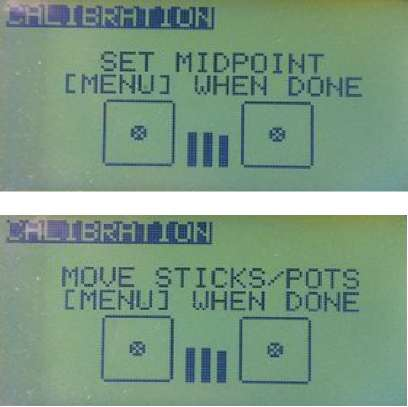 CALIBRATION
SET MIDPOINT
[MENU] WHEN DONE
CALIBRATION
MOVE STICKS/POTS
[MENU] WHEN DONE